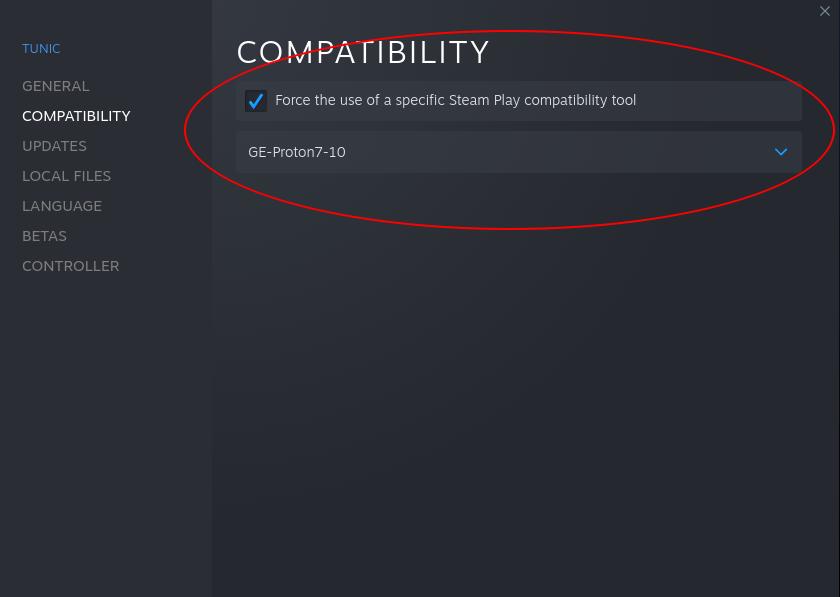 TUNIC
GENERAL
COMPATIBILITY
UPDATES
LOCAL FILES
LANGUAGE
BETAS
CONTROLLER
COMPATIBILITY
Force the use of a specific Steam Play compatibility tool
GE-Proton7-10